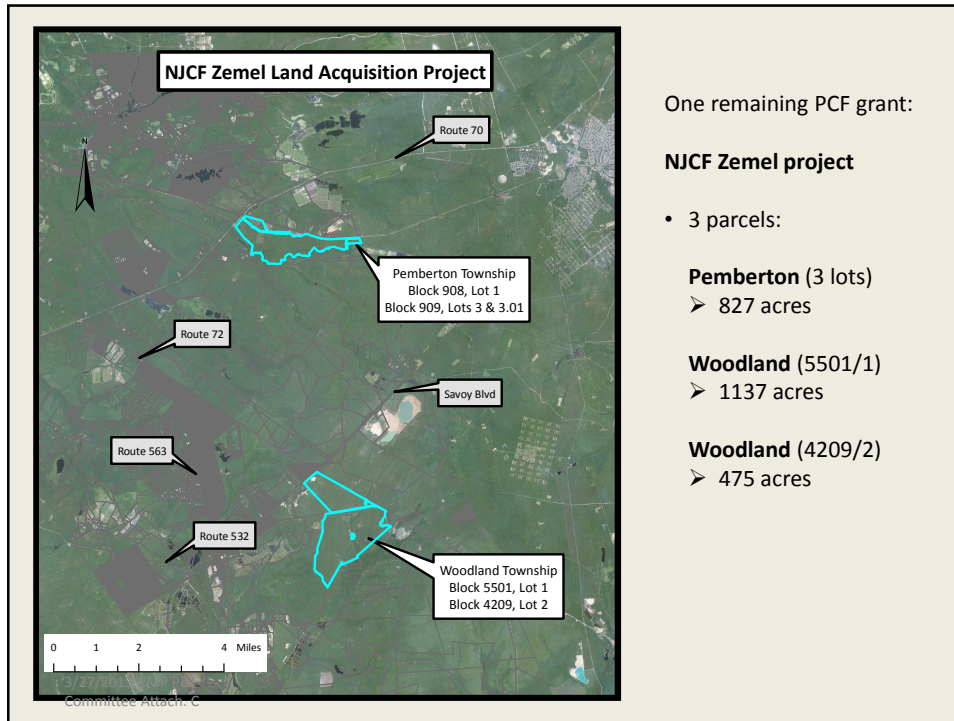 NJCF Zemel Land Acquisition Project
N
Route 70
Pemberton Township
Block 908, Lot 1
Block 909, Lots 3 & 3.01
Route 72
Savoy Blvd
Route 563
Route 532
Woodland Township
Block 5501, Lot 1
Block 4209, Lot 2
0 1 2 4 Miles
Committee Attach. C
One remaining PCF grant:
NJCF Zemel project
• 3 parcels:
Pemberton (3 lots)
➢ 827 acres
Woodland (5501/1)
➢ 1137 acres
Woodland (4209/2)
➢ 475 acres